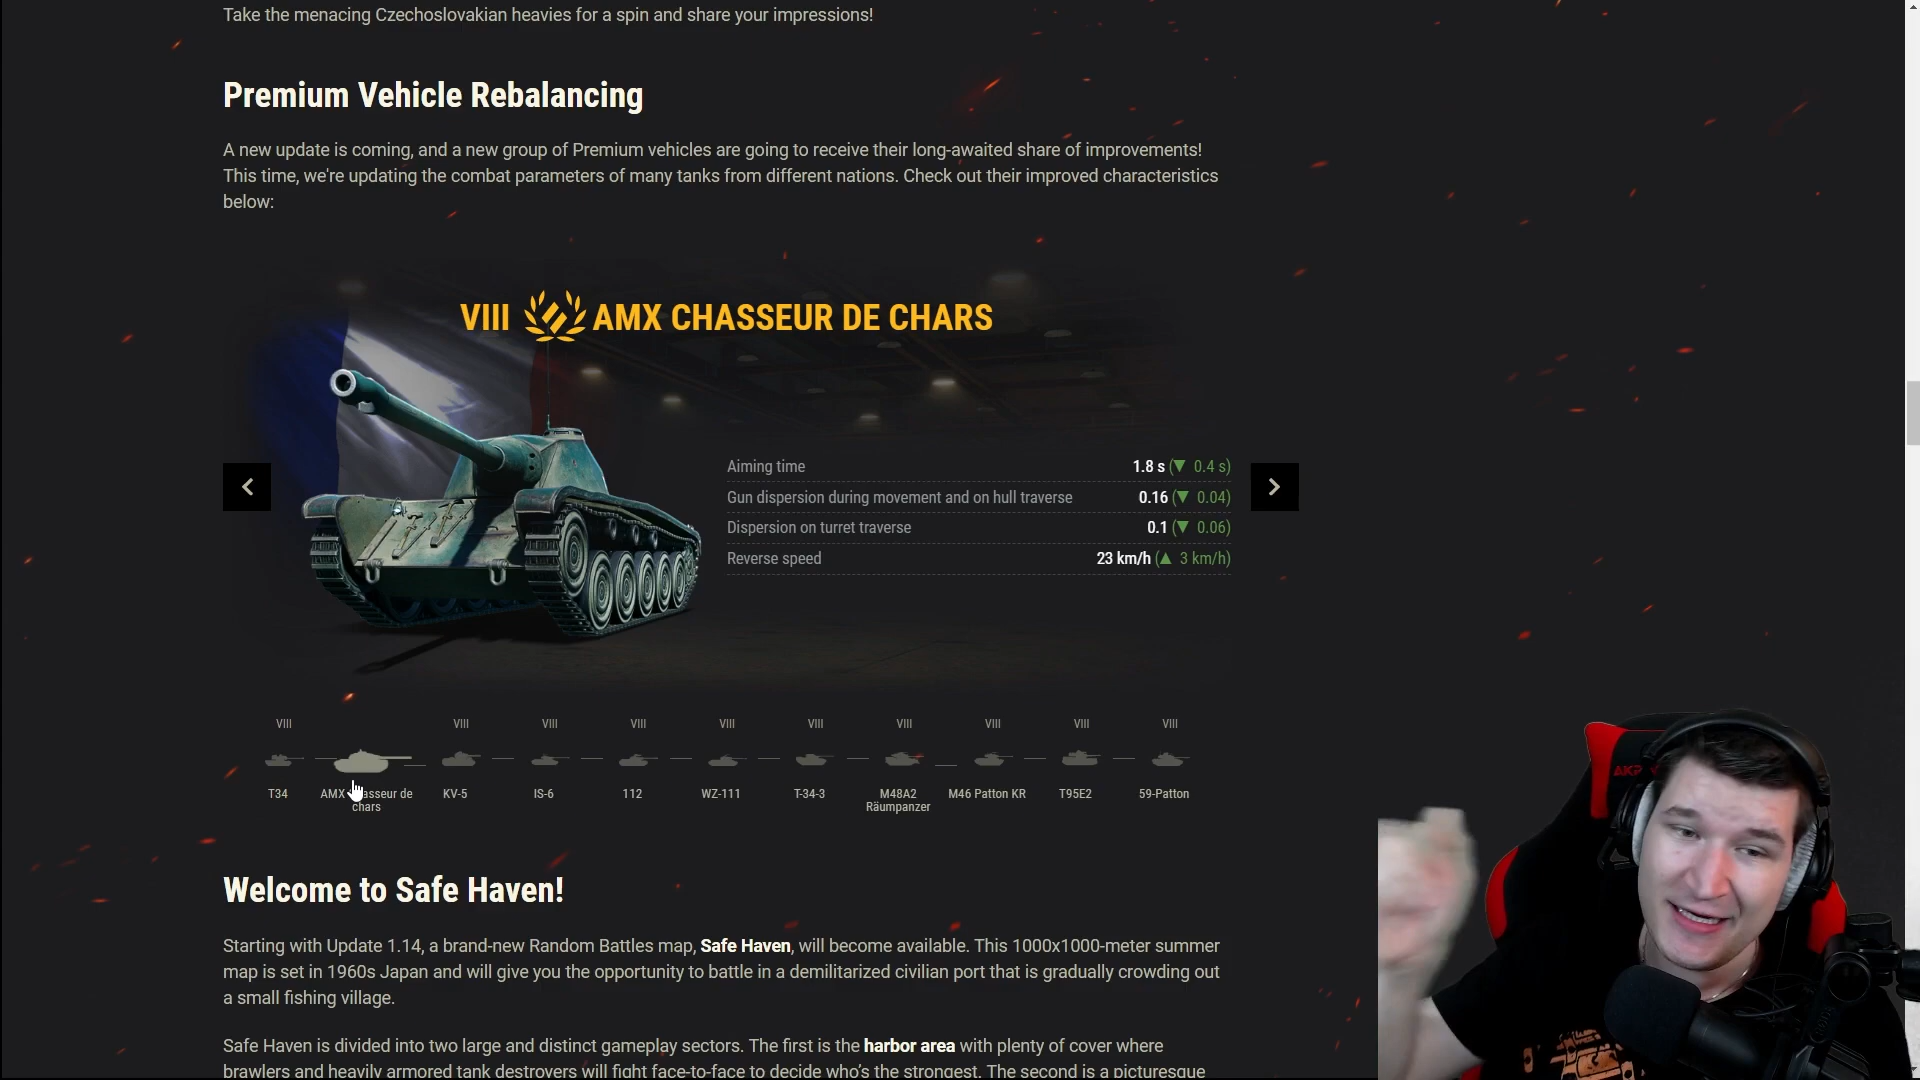 Take the menacing Czechoslovakian heavies for a spin and share your impressions!
Premium Vehicle Rebalancing
A new update is coming, and a new group of Premium vehicles are going to receive their long-awaited share of improvements!
This time, we're updating the combat parameters of many tanks from different nations. Check out their improved characteristics
below:
VIII AMX CHASSEUR DE CHARS
Aiming time 1.8 s (▼ 0.4 s)
Gun dispersion during movement and on hull traverse 0.16 (▼ 0.04)
Dispersion on turret traverse 0.1 (▼ 0.06)
Reverse speed 23 km/h (▲ 3 km/h)
VIII VIII VIII VIII VIII VIII VIII VIII VIII VIII
T34 AMX de KV-5 IS-6 112 WZ-111 T-34-3 M48A2 M46 Patton KR T95E2 59-Patton
chars Räumpanzer
Welcome to Safe Haven!
Starting with Update 1.14, a brand-new Random Battles map, Safe Haven, will become available. This 1000x1000-meter summer
map is set in 1960s Japan and will give you the opportunity to battle in a demilitarized civilian port that is gradually crowding out
a small fishing village.
Safe Haven is divided into two large and distinct gameplay sectors. The first is the harbor area with plenty of cover where
brawlers and heavily armored tank destroyers will fight face-to-face to decide who's the strongest. The second is a picturesque